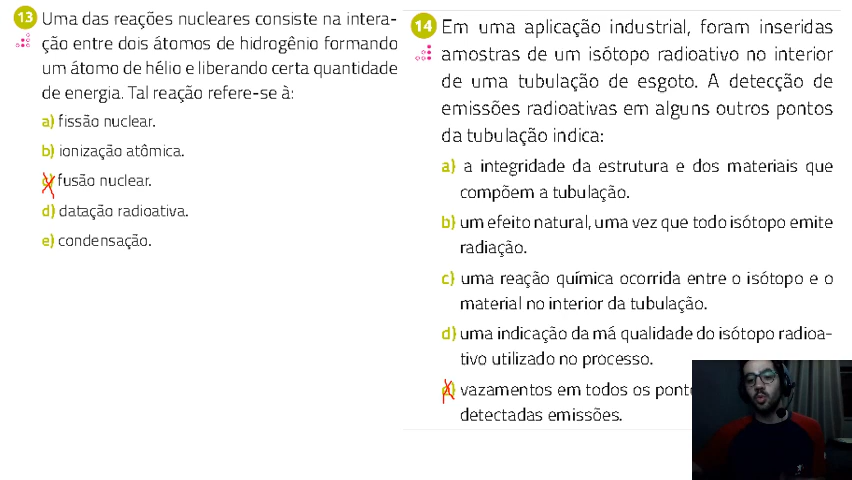 13 Uma das reações nucleares consiste na intera-
ção entre dois átomos de hidrogênio formando
um átomo de hélio e liberando certa quantidade
de energia. Tal reação refere-se à:
a) fissão nuclear.
b) ionização atômica.
c) fusão nuclear.
d) datação radioativa.
e) condensação.
14 Em uma aplicação industrial, foram inseridas
amostras de um isótopo radioativo no interior
de uma tubulação de esgoto. A detecção de
emissões radioativas em alguns outros pontos
da tubulação indica:
a) a integridade da estrutura e dos materiais que
compõem a tubulação.
b) um efeito natural, uma vez que todo isótopo emite
radiação.
c) uma reação química ocorrida entre o isótopo e o
material no interior da tubulação.
d) uma indicação da má qualidade do isótopo radioa-
tivo utilizado no processo.
e) vazamentos em todos os
detectadas emissões.